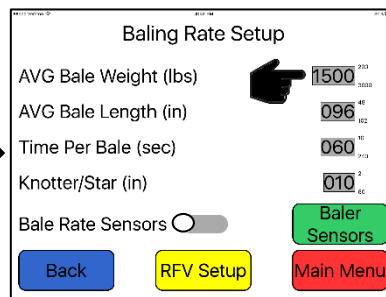 Baling Rate Setup
AVG Bale Weight (lbs) 1500
AVG Bale Length (in) 096
Time Per Bale (sec) 060
Knotter/Star (in) 010
Bale Rate Sensors
Baler Sensors
Back
RFV Setup
Main Menu